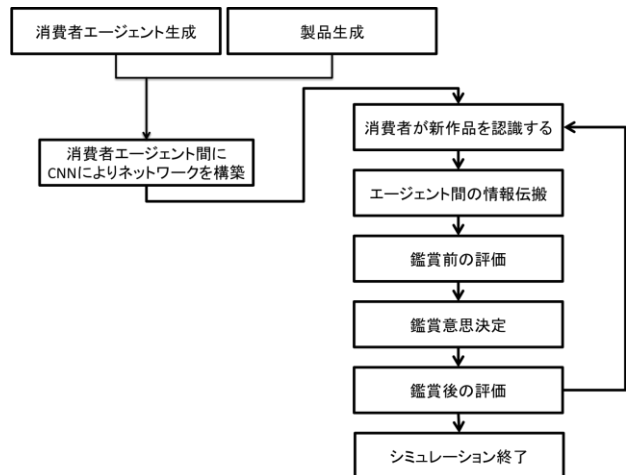 消費者エージェント生成
製品生成
消費者エージェント間に
CNNによりネットワークを構築
消費者が新作品を認識する
エージェント間の情報伝搬
鑑賞前の評価
鑑賞意思決定
鑑賞後の評価
シミュレーション終了